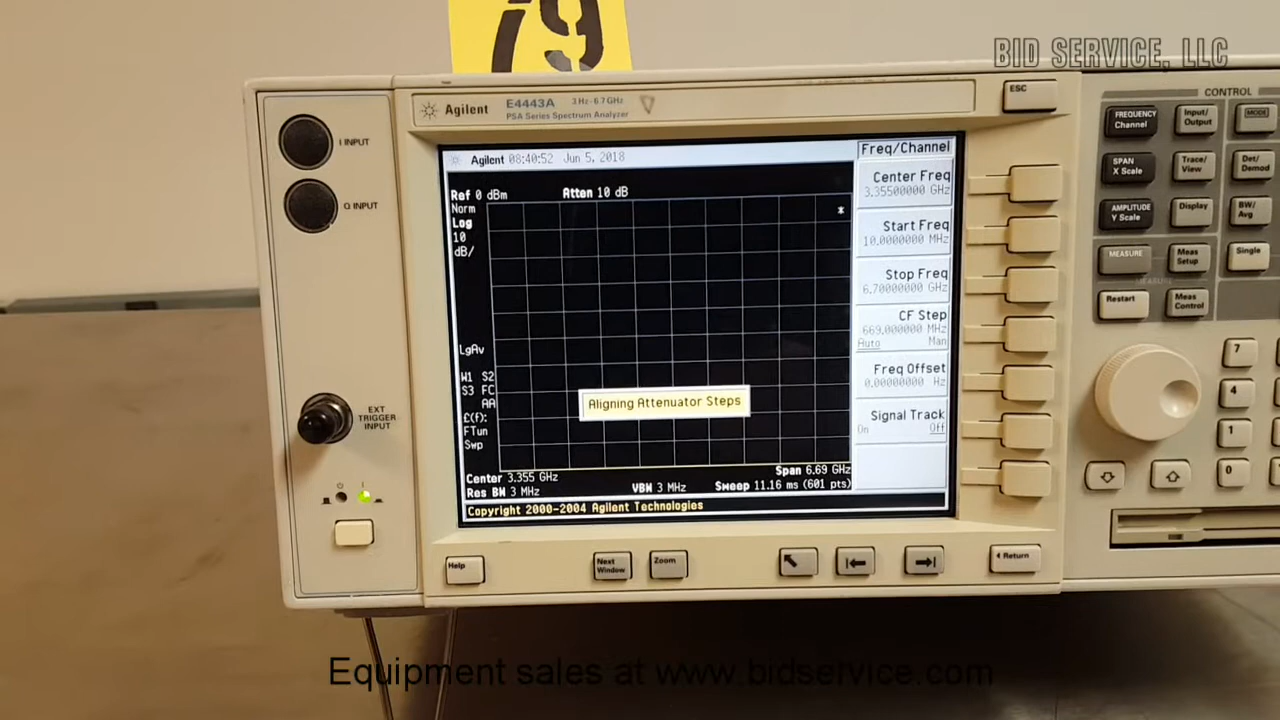 79
BID SERVICE, LLC
Agilent E4443A 3 Hz-6.7 GHz
PSA Series Spectrum Analyzer
ESC
CONTROL
I INPUT
Q INPUT
EXT
TRIGGER
INPUT
Agilent 08:40:52 Jun 5, 2018
Ref 0 dBm Atten 10 dB
Norm
Log
10
dB/
*
LgAv
W1 S2
S3 FC
AA
£(f):
FTun
Swp
Aligning Attenuator Steps
Center 3.355 GHz Span 6.69 GHz
Res BW 3 MHz VBW 3 MHz Sweep 11.16 ms (601 pts)
Copyright 2000-2004 Agilent Technologies
Freq/Channel
Center Freq
3.35500000 GHz
Start Freq
10.0000000 MHz
Stop Freq
6.70000000 GHz
CF Step
669.000000 MHz
Auto Man
Freq Offset
0.00000000 Hz
Signal Track
On Off
FREQUENCY
Channel
Input/
Output
MODE
SPAN
X Scale
Trace/
View
Det/
Demod
AMPLITUDE
Y Scale
Display
BW/
Avg
MEASURE
Meas
Setup
Single
MEASURE
Restart
Meas
Control
7
4
1
0
Help
Next
Window
Zoom
Return
Equipment sales at www.bidservice.com